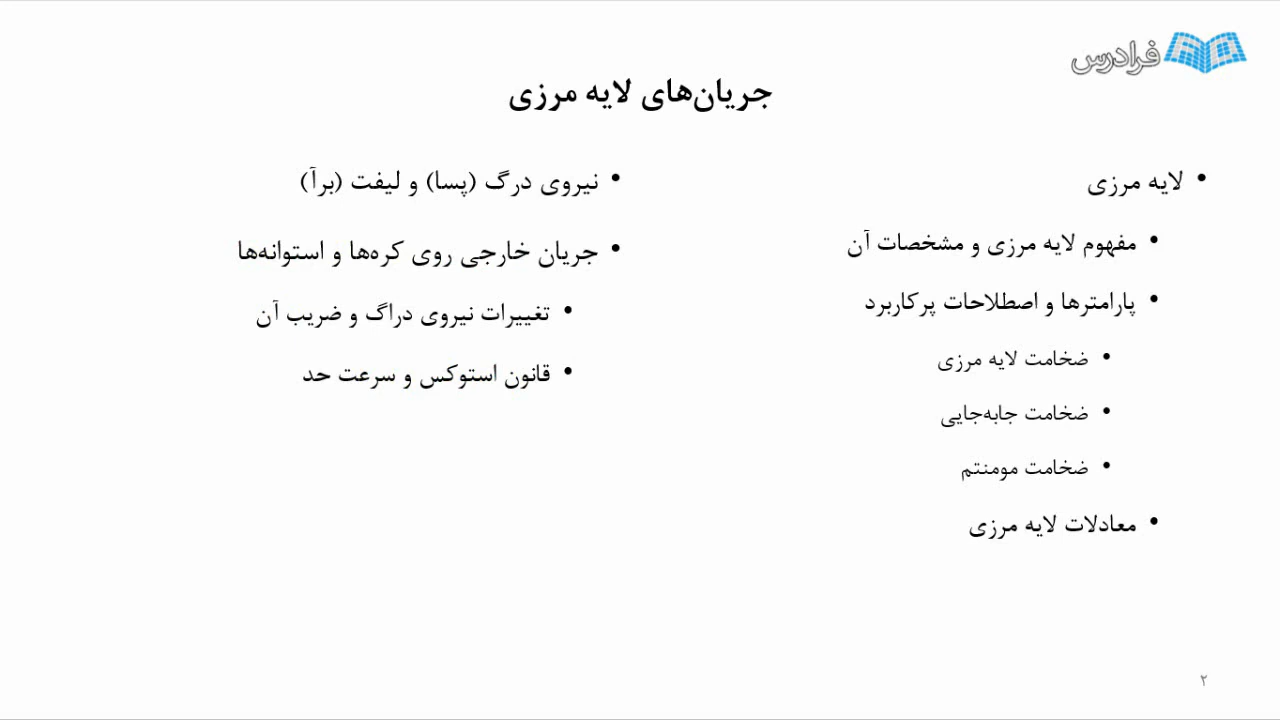 فرادرس
جریان‌های لایه مرزی
• لایه مرزی
• مفهوم لایه مرزی و مشخصات آن
• پارامترها و اصطلاحات پرکاربرد
• ضخامت لایه مرزی
• ضخامت جابه‌جایی
• ضخامت مومنتم
• معادلات لایه مرزی
• نیروی درگ (پسا) و لیفت (برآ)
• جریان خارجی روی کره‌ها و استوانه‌ها
• تغییرات نیروی دراگ و ضریب آن
• قانون استوکس و سرعت حد
۲